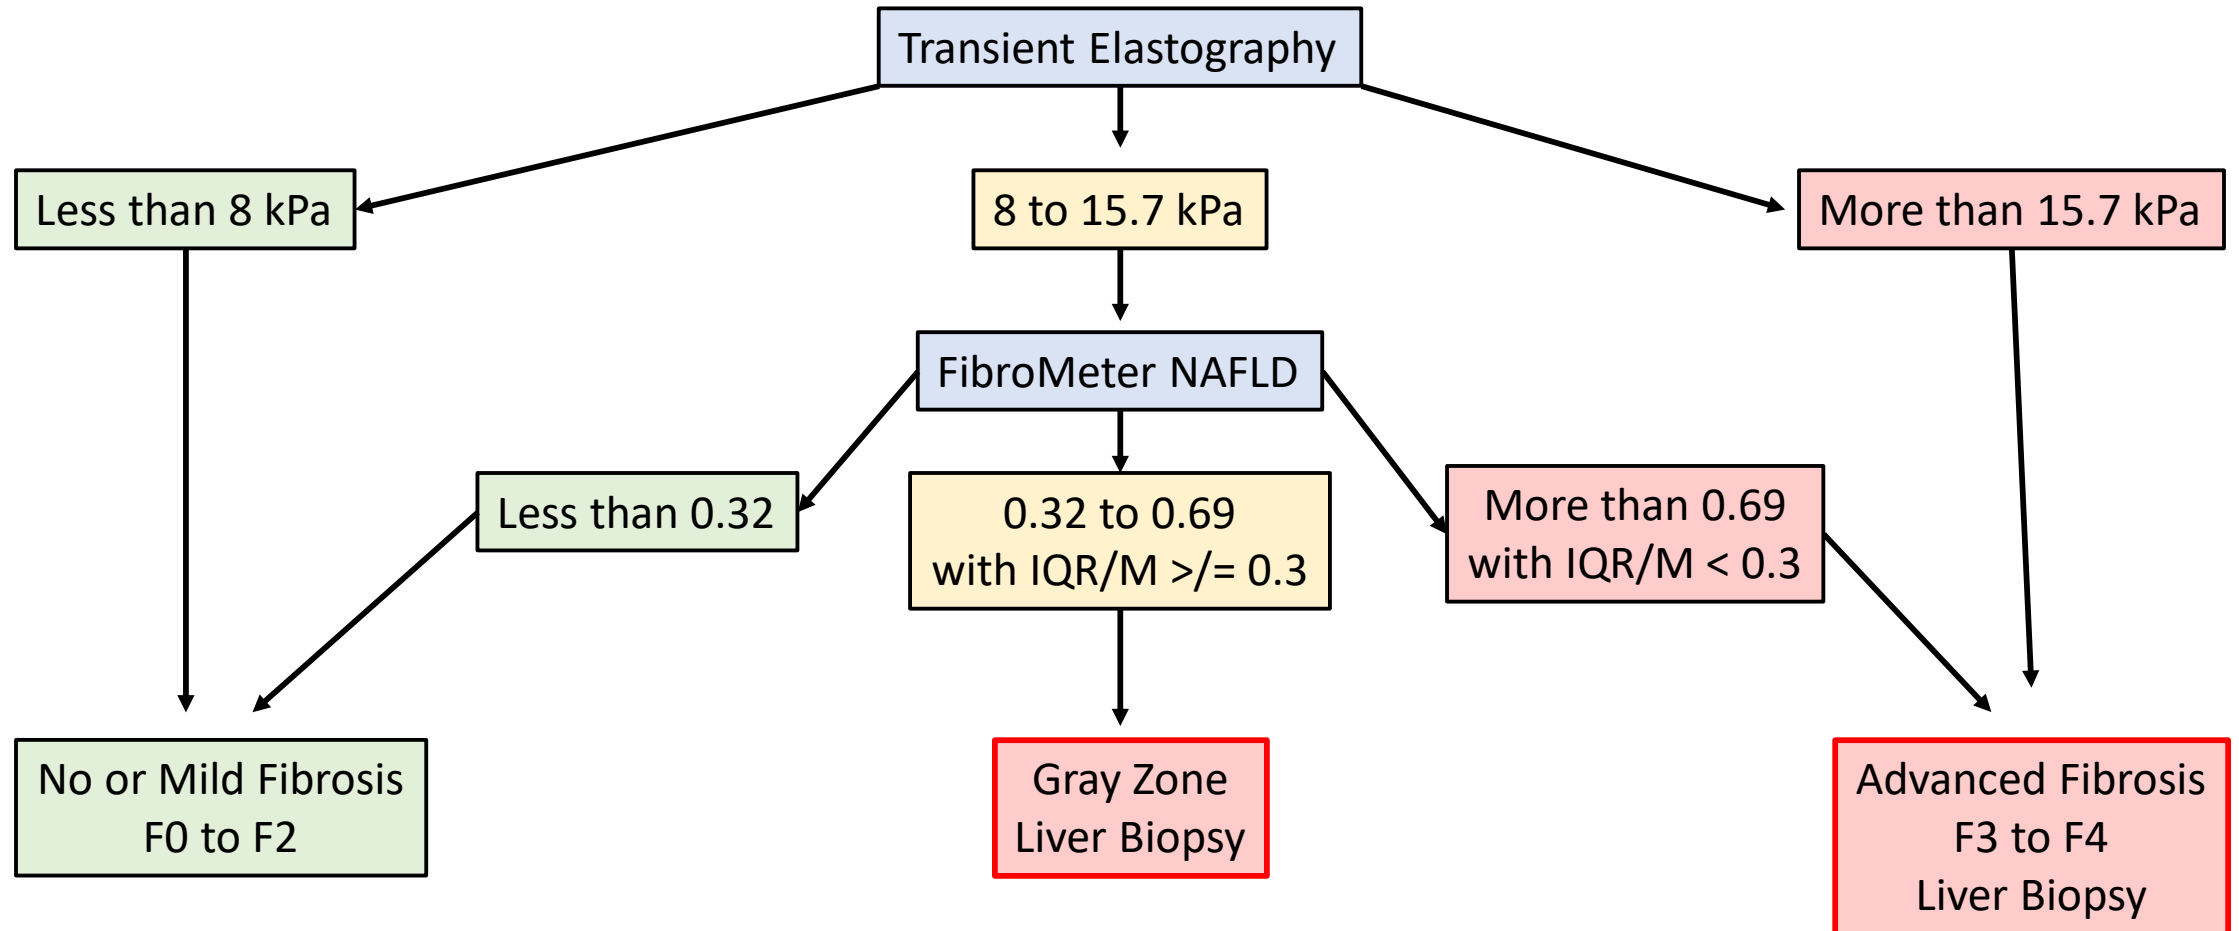 Transient Elastography
Less than 8 kPa
8 to 15.7 kPa
More than 15.7 kPa
FibroMeter NAFLD
Less than 0.32
0.32 to 0.69
with IQR/M >/= 0.3
More than 0.69
with IQR/M < 0.3
No or Mild Fibrosis
F0 to F2
Gray Zone
Liver Biopsy
Advanced Fibrosis
F3 to F4
Liver Biopsy